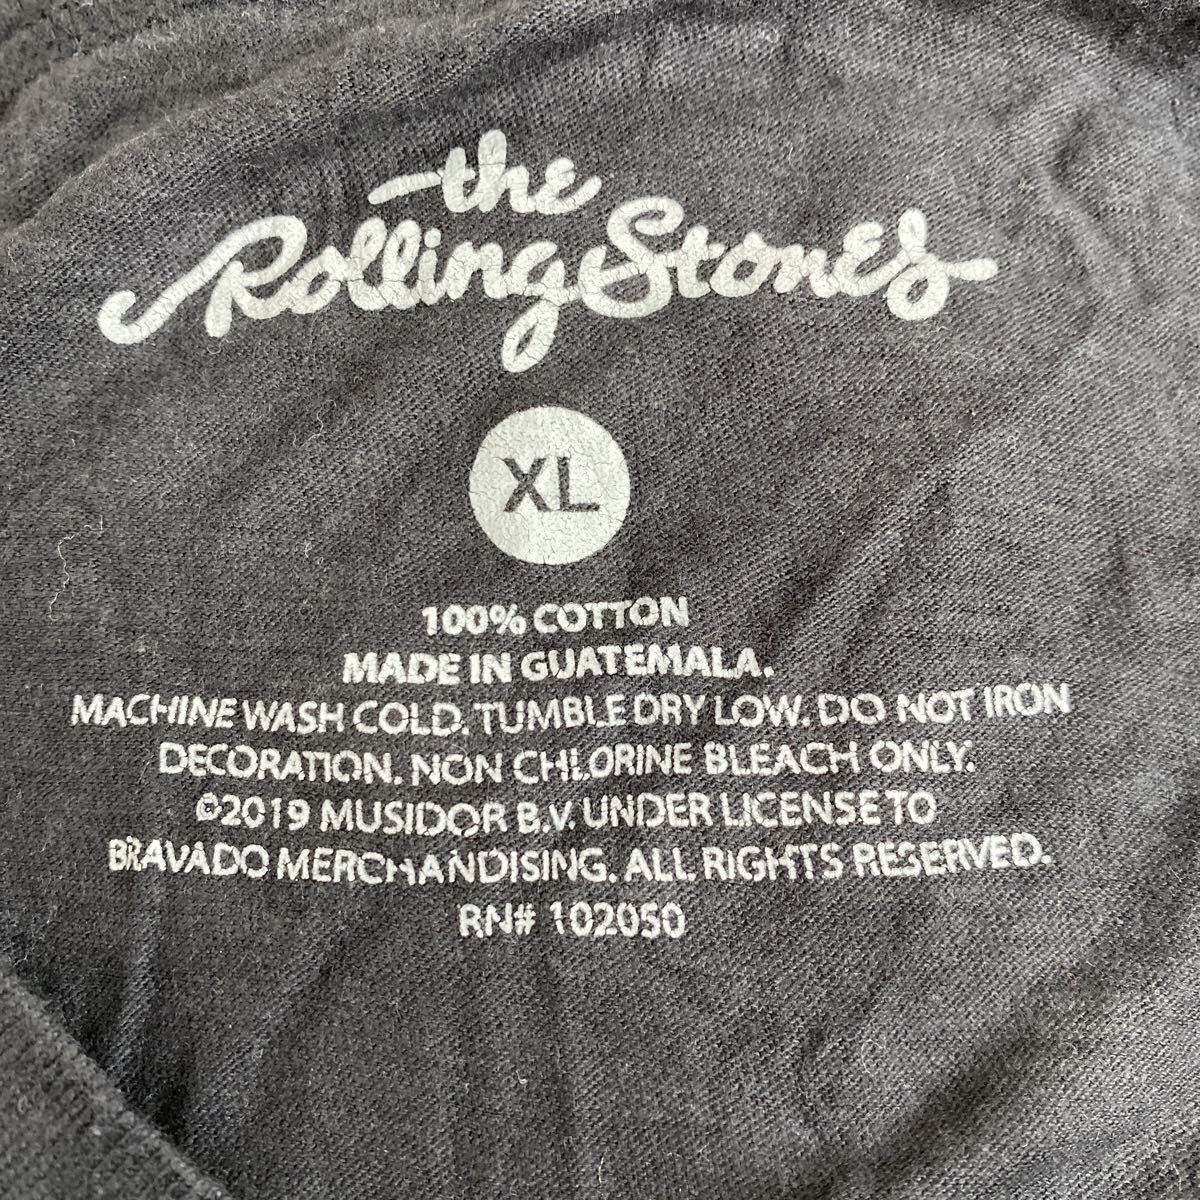 the
Rolling Stones
XL
100% COTTON
MADE IN GUATEMALA.
MACHINE WASH COLD. TUMBLE DRY LOW. DO NOT IRON
DECORATION. NON CHLORINE BLEACH ONLY.
©2019 MUSIDOR B.V. UNDER LICENSE TO
BRAVADO MERCHANDISING. ALL RIGHTS RESERVED.
RN# 102050